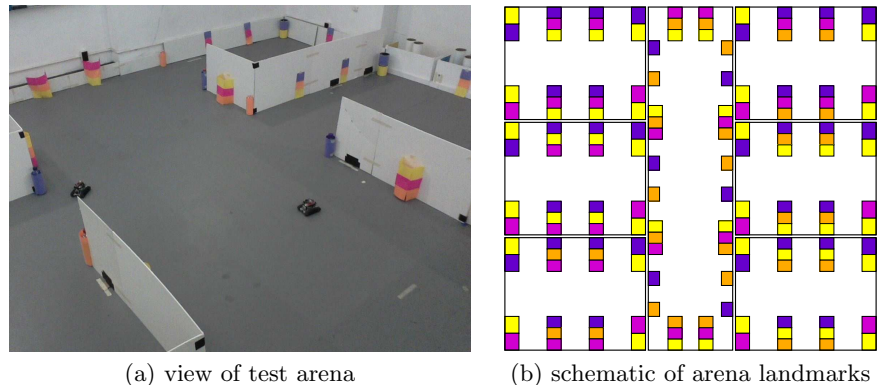 (a) view of test arena
(b) schematic of arena landmarks